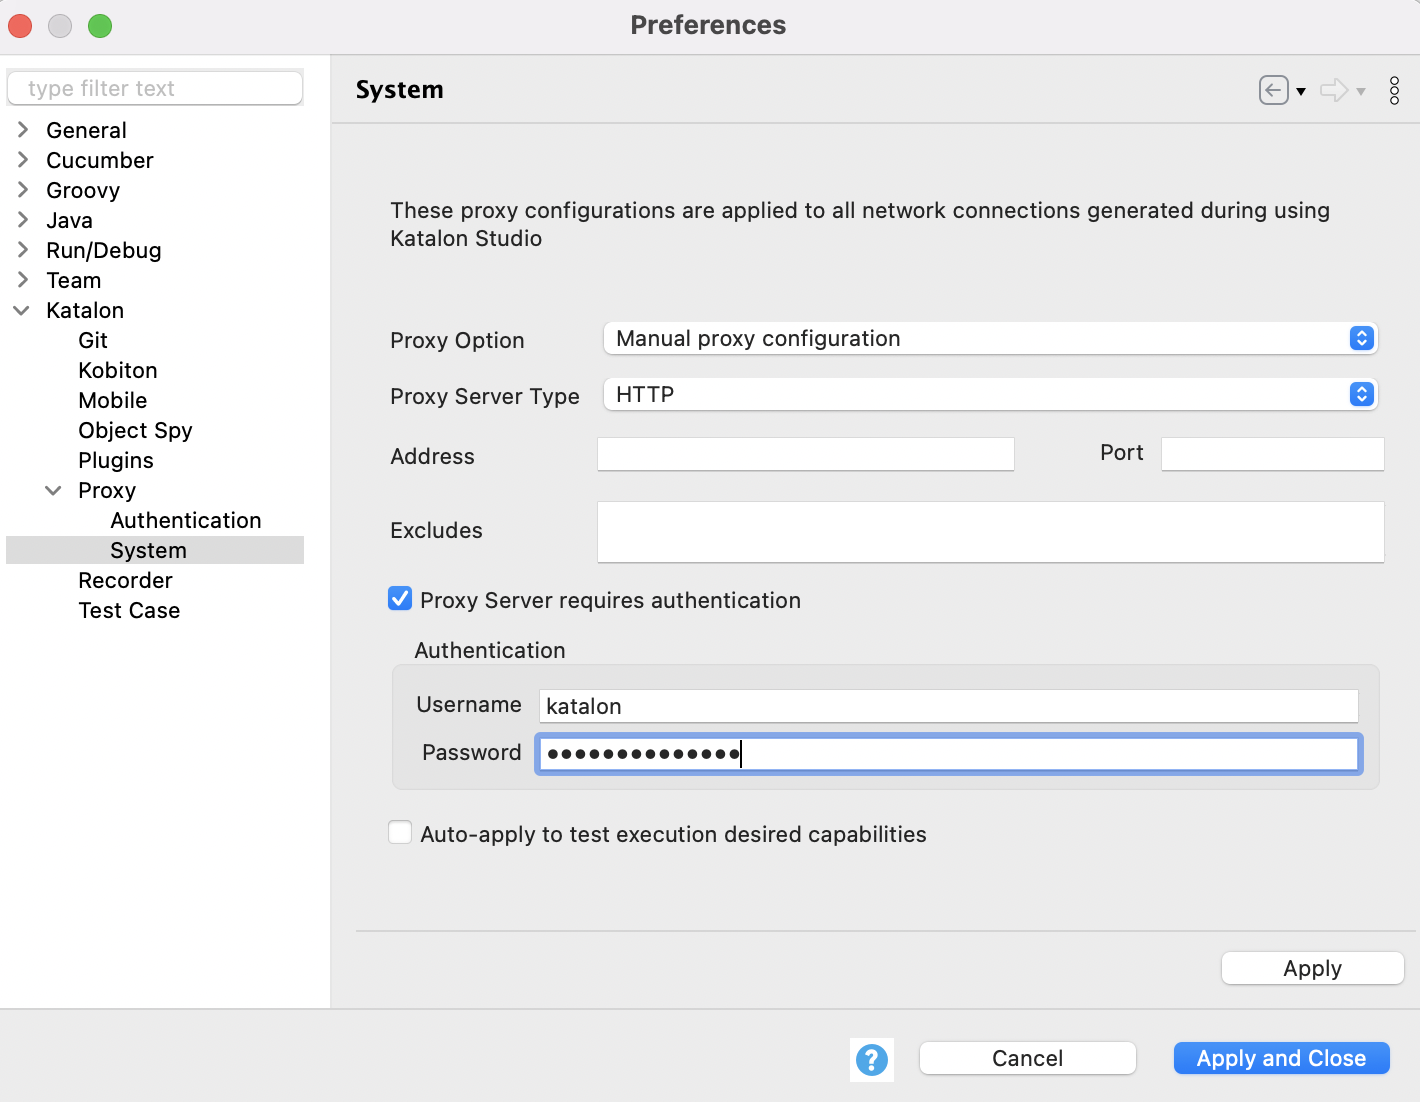 Preferences
type filter text
General
Cucumber
Groovy
Java
Run/Debug
Team
Katalon
Git
Kobiton
Mobile
Object Spy
Plugins
Proxy
Authentication
System
Recorder
Test Case
System
These proxy configurations are applied to all network connections generated during using
Katalon Studio
Proxy Option Manual proxy configuration
Proxy Server Type HTTP
Address Port
Excludes
Proxy Server requires authentication
Authentication
Username katalon
Password ••••••••••••••
Auto-apply to test execution desired capabilities
Apply
? Cancel Apply and Close